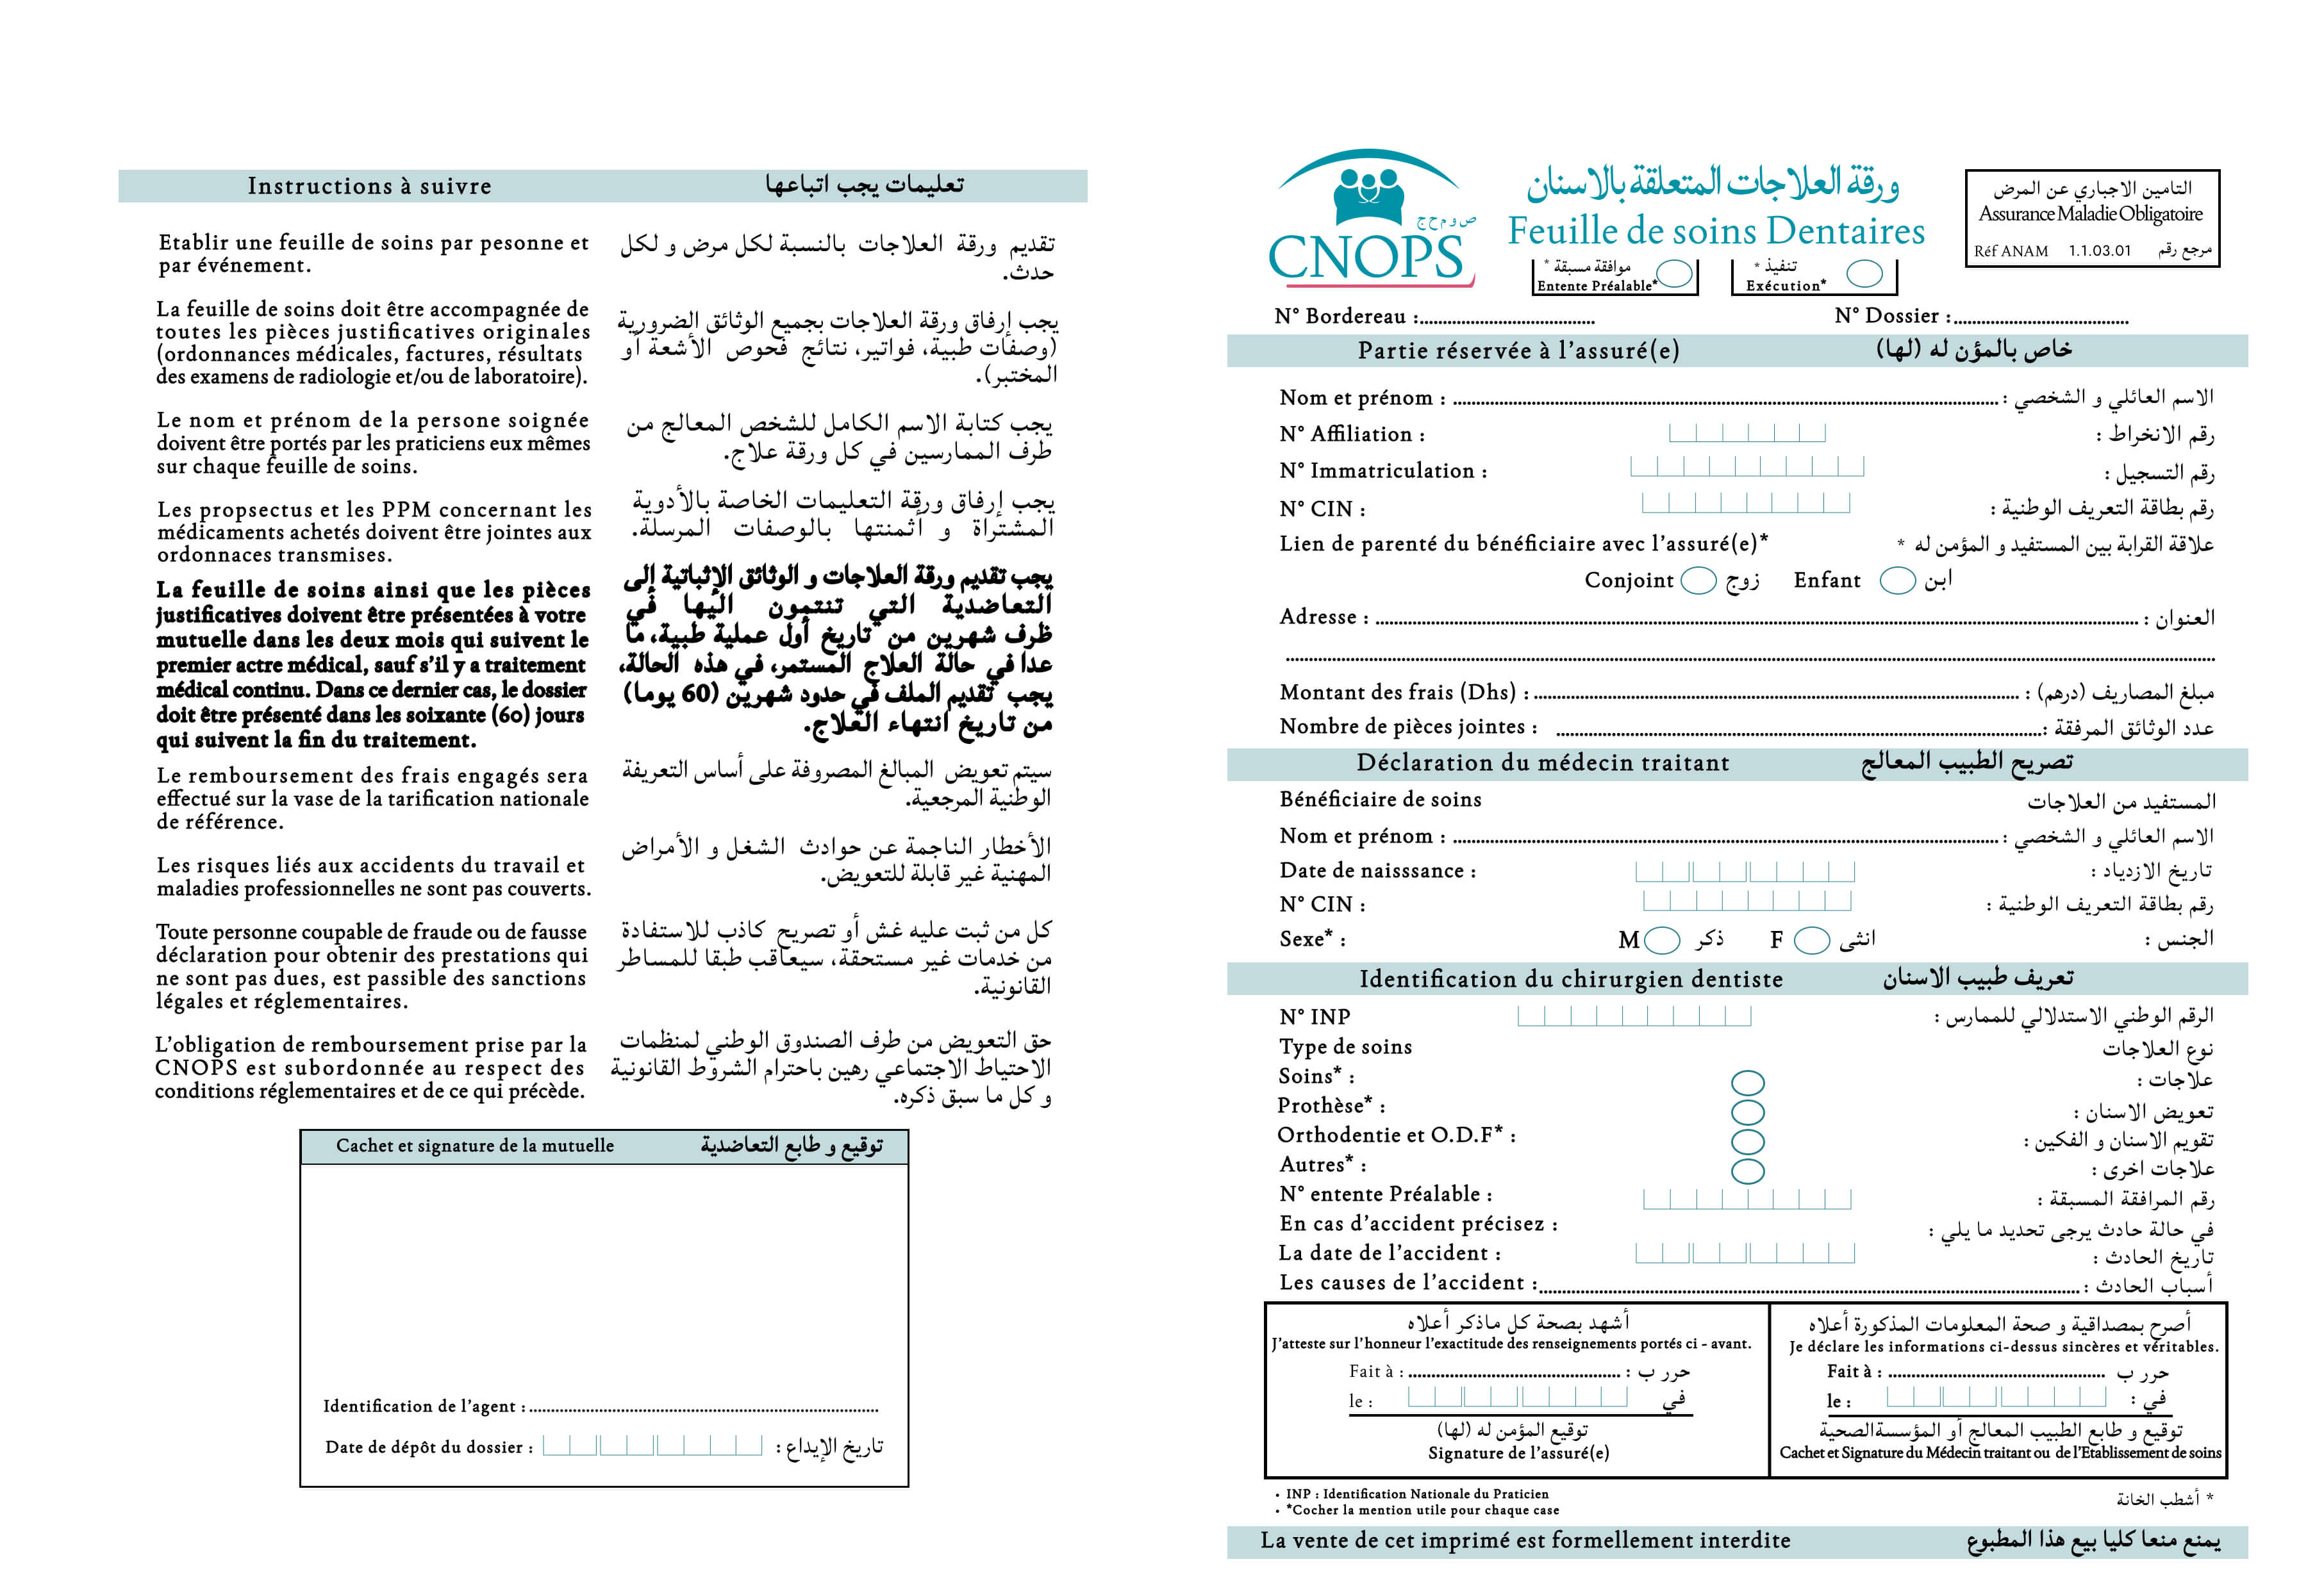 Instructions à suivre
تعليمات يجب اتباعها
Etablir une feuille de soins par pesonne et
par événement.
La feuille de soins doit être accompagnée de
toutes les pièces justificatives originales
(ordonnances médicales, factures, résultats
des examens de radiologie et/ou de laboratoire).
Le nom et prénom de la persone soignée
doivent être portés par les praticiens eux mêmes
sur chaque feuille de soins.
Les propsectus et les PPM concernant les
médicaments achetés doivent être jointes aux
ordonnaces transmises.
La feuille de soins ainsi que les pièces
justificatives doivent être présentées à votre
mutuelle dans les deux mois qui suivent le
premier actre médical, sauf s'il y a traitement
médical continu. Dans ce dernier cas, le dossier
doit être présenté dans les soixante (60) jours
qui suivent la fin du traitement.
Le remboursement des frais engagés sera
effectué sur la vase de la tarification nationale
de référence.
Les risques liés aux accidents du travail et
maladies professionnelles ne sont pas couverts.
Toute personne coupable de fraude ou de fausse
déclaration pour obtenir des prestations qui
ne sont pas dues, est passible des sanctions
légales et réglementaires.
L'obligation de remboursement prise par la
CNOPS est subordonnée au respect des
conditions réglementaires et de ce qui précède.
تقديم ورقة العلاجات بالنسبة لكل مرض و لكل
حدث.
يجب إرفاق ورقة العلاجات بجميع الوثائق الضرورية
(وصفات طبية، فواتير، نتائج فحوص الأشعة أو
المختبر).
يجب كتابة الاسم الكامل للشخص المعالج من
طرف الممارسين في كل ورقة علاج.
يجب إرفاق ورقة التعليمات الخاصة بالأدوية
المشتراة و أثمنتها بالوصفات المرسلة.
يجب تقديم ورقة العلاجات و الوثائق الإثباتية إلى
التعاضدية التي تنتمون اليها في
ظرف شهرين من تاريخ أول عملية طبية، ما
عدا في حالة العلاج المستمر، في هذه الحالة،
يجب تقديم الملف في حدود شهرين (60 يوما)
من تاريخ انتهاء العلاج.
سيتم تعويض المبالغ المصروفة على أساس التعريفة
الوطنية المرجعية.
الأخطار الناجمة عن حوادث الشغل و الأمراض
المهنية غير قابلة للتعويض.
كل من ثبت عليه غش أو تصريح كاذب للاستفادة
من خدمات غير مستحقة، سيعاقب طبقا للمساطر
القانونية.
حق التعويض من طرف الصندوق الوطني لمنظمات
الاحتياط الاجتماعي رهين باحترام الشروط القانونية
و كل ما سبق ذكره.
Cachet et signature de la mutuelle توقيع و طابع التعاضدية
Identification de l'agent :
Date de dépôt du dossier : تاريخ الإيداع :
ص و م ح ج
CNOPS
ورقة العلاجات المتعلقة بالاسنان
Feuille de soins Dentaires
موافقة مسبقة *
Entente Préalable*
تنفيذ *
Exécution*
التامين الاجباري عن المرض
Assurance Maladie Obligatoire
Réf ANAM 1.1.03.01 مرجع رقم
N° Bordereau : N° Dossier :
Partie réservée à l'assuré(e) خاص بالمؤن له (لها)
Nom et prénom : الاسم العائلي و الشخصي :
N° Affiliation : رقم الانخراط :
N° Immatriculation : رقم التسجيل :
N° CIN : رقم بطاقة التعريف الوطنية :
Lien de parenté du bénéficiaire avec l'assuré(e)* علاقة القرابة بين المستفيد و المؤمن له *
Conjoint زوج Enfant ابن
Adresse : العنوان :
Montant des frais (Dhs) : مبلغ المصاريف (درهم) :
Nombre de pièces jointes : عدد الوثائق المرفقة :
Déclaration du médecin traitant تصريح الطبيب المعالج
Bénéficiaire de soins المستفيد من العلاجات
Nom et prénom : الاسم العائلي و الشخصي :
Date de naisssance : تاريخ الازدياد :
N° CIN : رقم بطاقة التعريف الوطنية :
Sexe* : M ذكر F انثى الجنس :
Identification du chirurgien dentiste تعريف طبيب الاسنان
N° INP الرقم الوطني الاستدلالي للممارس :
Type de soins نوع العلاجات
Soins* : علاجات :
Prothèse* : تعويض الاسنان :
Orthodentie et O.D.F* : تقويم الاسنان و الفكين :
Autres* : علاجات اخرى :
N° entente Préalable : رقم المرافقة المسبقة :
En cas d'accident précisez : في حالة حادث يرجى تحديد ما يلي :
La date de l'accident : تاريخ الحادث :
Les causes de l'accident : أسباب الحادث :
أشهد بصحة كل ماذكر أعلاه
J'atteste sur l'honneur l'exactitude des renseignements portés ci - avant.
Fait à : حرر ب :
le : في
توقيع المؤمن له (لها)
Signature de l'assuré(e)
أصرح بمصداقية و صحة المعلومات المذكورة أعلاه
Je déclare les informations ci-dessus sincères et véritables.
Fait à : حرر ب
le : في :
توقيع و طابع الطبيب المعالج أو المؤسسةالصحية
Cachet et Signature du Médecin traitant ou de l'Etablissement de soins
• INP : Identification Nationale du Praticien
• *Cocher la mention utile pour chaque case
* أشطب الخانة
La vente de cet imprimé est formellement interdite يمنع منعا كليا بيع هذا المطبوع